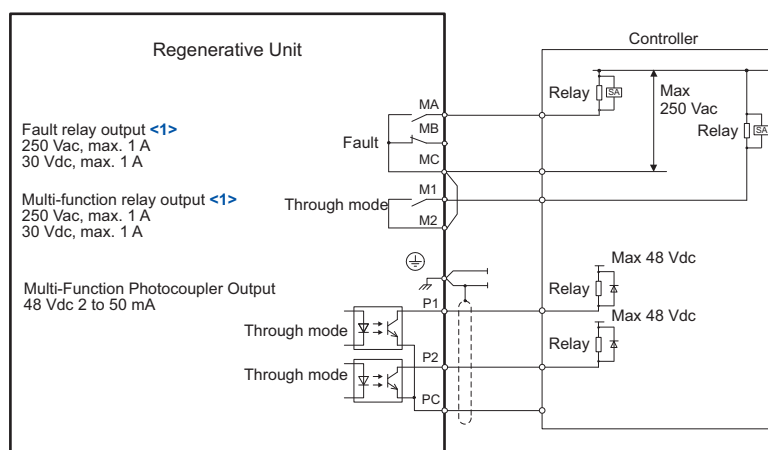 Regenerative Unit
Controller
Fault relay output <1>
250 Vac, max. 1 A
30 Vdc, max. 1 A
Fault
MA
MB
MC
Relay
SA
Max
250 Vac
Relay
SA
Multi-function relay output <1>
250 Vac, max. 1 A
30 Vdc, max. 1 A
Through mode
M1
M2
Multi-Function Photocoupler Output
48 Vdc 2 to 50 mA
Through mode
P1
Max 48 Vdc
Relay
Max 48 Vdc
Relay
Through mode
P2
PC